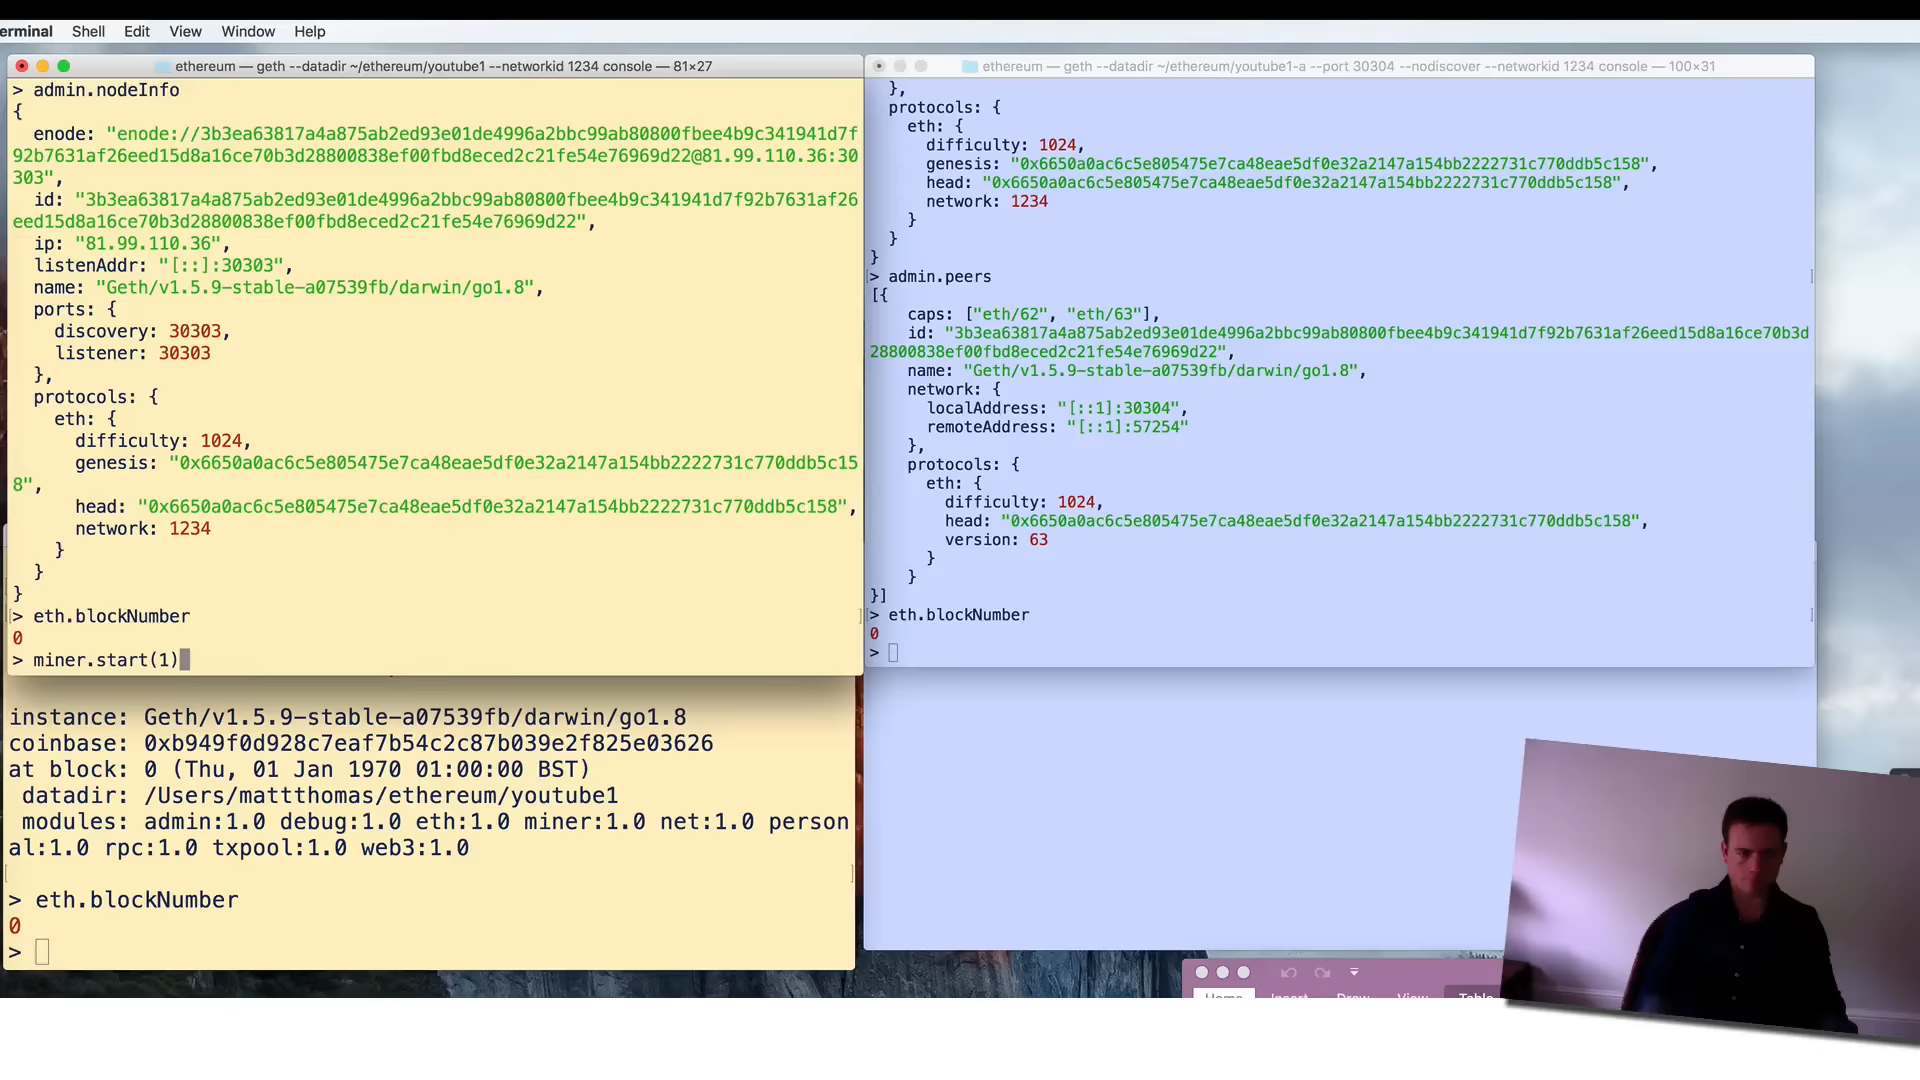 erminal Shell Edit View Window Help
ethereum — geth --datadir ~/ethereum/youtube1 --networkid 1234 console — 81×27
> admin.nodeInfo
{
enode: "enode://3b3ea63817a4a875ab2ed93e01de4996a2bbc99ab80800fbee4b9c341941d7f
92b7631af26eed15d8a16ce70b3d28800838ef00fbd8eced2c21fe54e76969d22@81.99.110.36:30
303",
id: "3b3ea63817a4a875ab2ed93e01de4996a2bbc99ab80800fbee4b9c341941d7f92b7631af26
eed15d8a16ce70b3d28800838ef00fbd8eced2c21fe54e76969d22",
ip: "81.99.110.36",
listenAddr: "[::]:30303",
name: "Geth/v1.5.9-stable-a07539fb/darwin/go1.8",
ports: {
discovery: 30303,
listener: 30303
},
protocols: {
eth: {
difficulty: 1024,
genesis: "0x6650a0ac6c5e805475e7ca48eae5df0e32a2147a154bb2222731c770ddb5c15
8",
head: "0x6650a0ac6c5e805475e7ca48eae5df0e32a2147a154bb2222731c770ddb5c158",
network: 1234
}
}
}
> eth.blockNumber
0
> miner.start(1)
instance: Geth/v1.5.9-stable-a07539fb/darwin/go1.8
coinbase: 0xb949f0d928c7eaf7b54c2c87b039e2f825e03626
at block: 0 (Thu, 01 Jan 1970 01:00:00 BST)
datadir: /Users/mattthomas/ethereum/youtube1
modules: admin:1.0 debug:1.0 eth:1.0 miner:1.0 net:1.0 person
al:1.0 rpc:1.0 txpool:1.0 web3:1.0
> eth.blockNumber
0
>
ethereum — geth --datadir ~/ethereum/youtube1-a --port 30304 --nodiscover --networkid 1234 console — 100×31
},
protocols: {
eth: {
difficulty: 1024,
genesis: "0x6650a0ac6c5e805475e7ca48eae5df0e32a2147a154bb2222731c770ddb5c158",
head: "0x6650a0ac6c5e805475e7ca48eae5df0e32a2147a154bb2222731c770ddb5c158",
network: 1234
}
}
}
> admin.peers
[{
caps: ["eth/62", "eth/63"],
id: "3b3ea63817a4a875ab2ed93e01de4996a2bbc99ab80800fbee4b9c341941d7f92b7631af26eed15d8a16ce70b3d
28800838ef00fbd8eced2c21fe54e76969d22",
name: "Geth/v1.5.9-stable-a07539fb/darwin/go1.8",
network: {
localAddress: "[::1]:30304",
remoteAddress: "[::1]:57254"
},
protocols: {
eth: {
difficulty: 1024,
head: "0x6650a0ac6c5e805475e7ca48eae5df0e32a2147a154bb2222731c770ddb5c158",
version: 63
}
}
}]
> eth.blockNumber
0
>
Home Insert Draw View Table